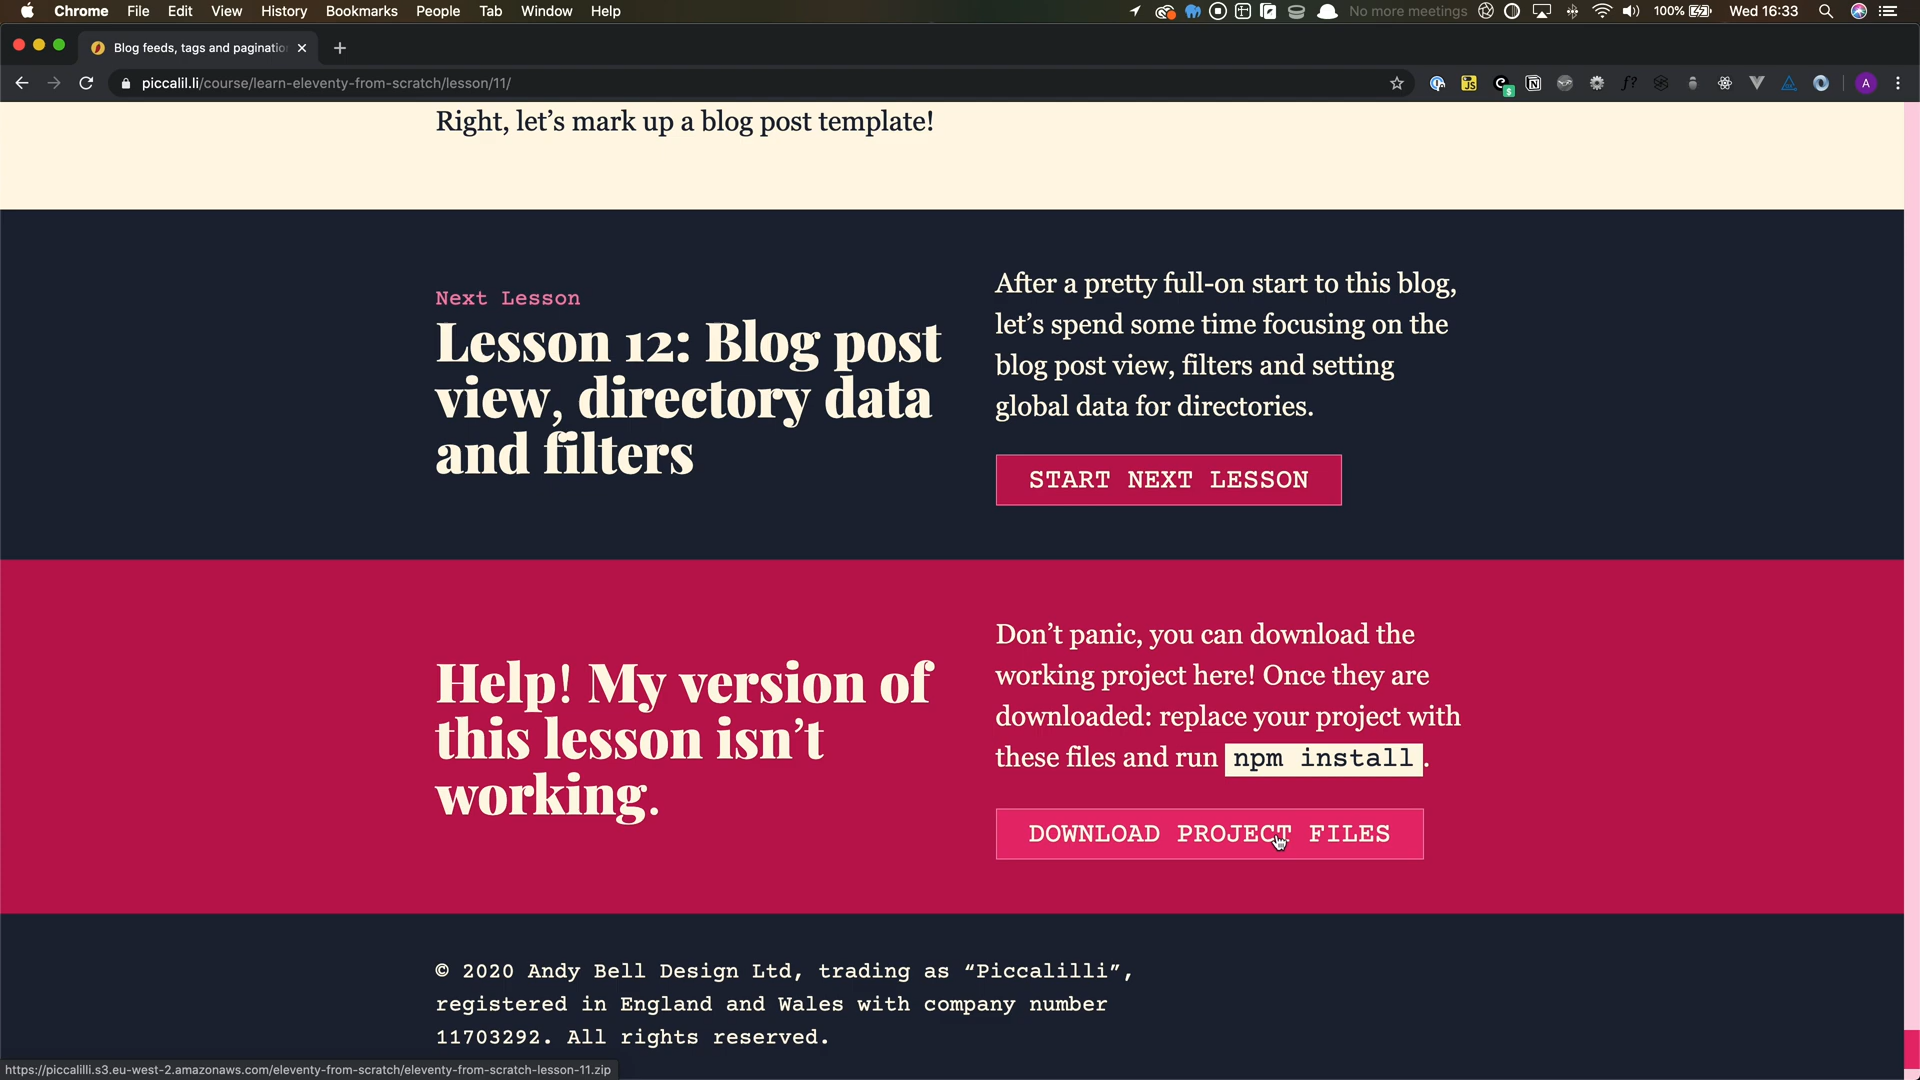 Chrome File Edit View History Bookmarks People Tab Window Help
No more meetings 100% Wed 16:33
Blog feeds, tags and paginatio
piccalil.li/course/learn-eleventy-from-scratch/lesson/11/
Right, let’s mark up a blog post template!
Next Lesson
Lesson 12: Blog post
view, directory data
and filters
After a pretty full-on start to this blog,
let’s spend some time focusing on the
blog post view, filters and setting
global data for directories.
START NEXT LESSON
Help! My version of
this lesson isn’t
working.
Don’t panic, you can download the
working project here! Once they are
downloaded: replace your project with
these files and run npm install.
DOWNLOAD PROJECT FILES
© 2020 Andy Bell Design Ltd, trading as “Piccalilli”,
registered in England and Wales with company number
11703292. All rights reserved.
https://piccalilli.s3.eu-west-2.amazonaws.com/eleventy-from-scratch/eleventy-from-scratch-lesson-11.zip